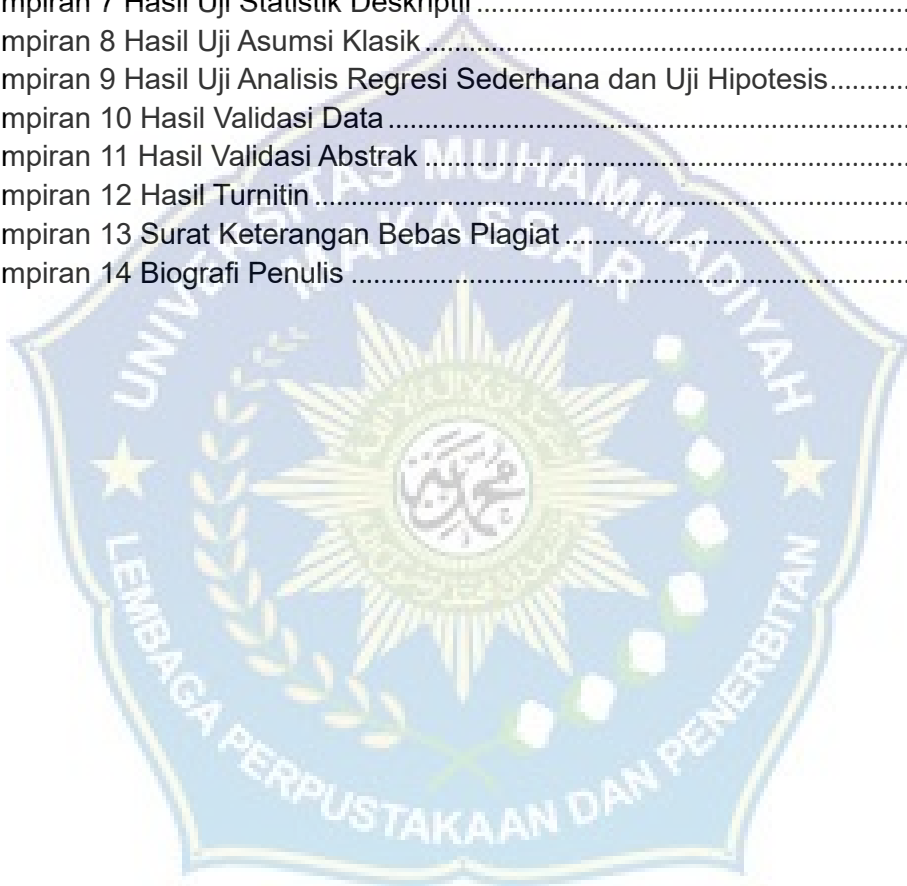 mpiran 7 Hasil Uji Statistik Deskriptif
mpiran 8 Hasil Uji Asumsi Klasik
mpiran 9 Hasil Uji Analisis Regresi Sederhana dan Uji Hipotesis
mpiran 10 Hasil Validasi Data
mpiran 11 Hasil Validasi Abstrak
mpiran 12 Hasil Turnitin
mpiran 13 Surat Keterangan Bebas Plagiat
mpiran 14 Biografi Penulis
UNIVERSITAS MUHAMMADIYAH
MAKASSAR
LEMBAGA PERPUSTAKAAN DAN PENERBITAN